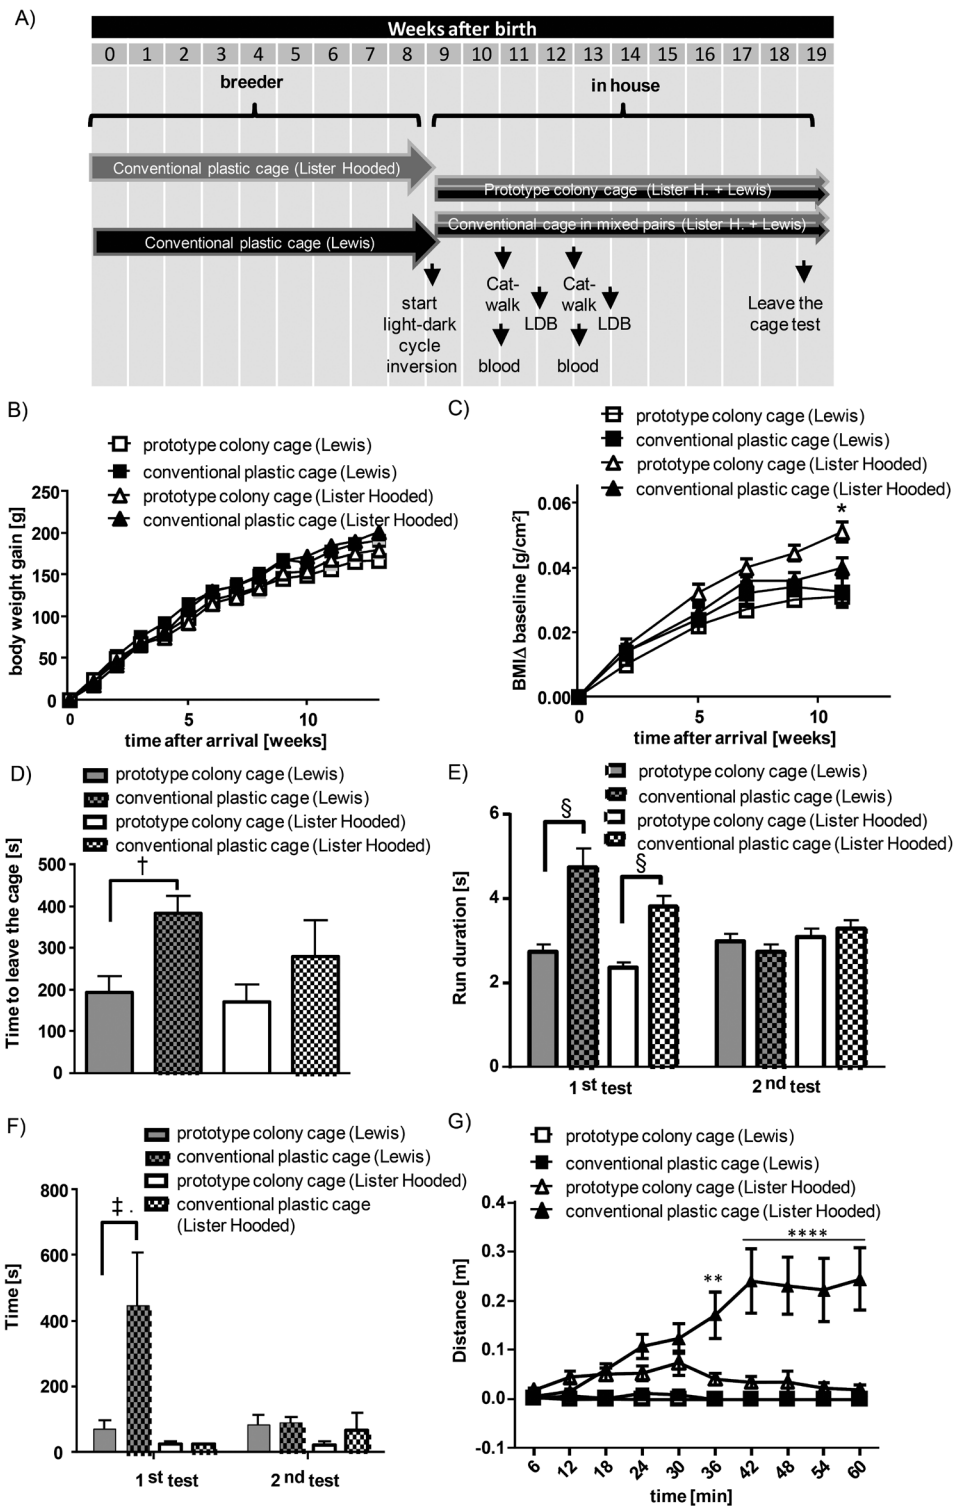 A)
Weeks after birth
0 1 2 3 4 5 6 7 8 9 10 11 12 13 14 15 16 17 18 19
breeder
in house
Conventional plastic cage (Lister Hooded)
Prototype colony cage (Lister H. + Lewis)
Conventional cage in mixed pairs (Lister H. + Lewis)
Conventional plastic cage (Lewis)
start
light-dark
cycle
inversion
Cat-
walk
LDB
blood
Cat-
walk
LDB
blood
Leave the
cage test
B)
prototype colony cage (Lewis)
conventional plastic cage (Lewis)
prototype colony cage (Lister Hooded)
conventional plastic cage (Lister Hooded)
body weight gain [g]
250
200
150
100
50
0
0 5 10
time after arrival [weeks]
C)
prototype colony cage (Lewis)
conventional plastic cage (Lewis)
prototype colony cage (Lister Hooded)
conventional plastic cage (Lister Hooded)
BMIΔ baseline [g/cm²]
0.06
0.04
0.02
0.00
*
0 5 10
time after arrival [weeks]
D)
prototype colony cage (Lewis)
conventional plastic cage (Lewis)
prototype colony cage (Lister Hooded)
conventional plastic cage (Lister Hooded)
Time to leave the cage [s]
500
400
300
200
100
0
†
E)
prototype colony cage (Lewis)
conventional plastic cage (Lewis)
prototype colony cage (Lister Hooded)
conventional plastic cage (Lister Hooded)
Run duration [s]
6
4
2
0
§
§
1 st test
2 nd test
F)
prototype colony cage (Lewis)
conventional plastic cage (Lewis)
prototype colony cage (Lister Hooded)
conventional plastic cage
(Lister Hooded)
Time [s]
800
600
400
200
0
‡ .
1 st test
2 nd test
G)
prototype colony cage (Lewis)
conventional plastic cage (Lewis)
prototype colony cage (Lister Hooded)
conventional plastic cage (Lister Hooded)
Distance [m]
0.4
0.3
0.2
0.1
0.0
-0.1
**
****
6 12 18 24 30 36 42 48 54 60
time [min]